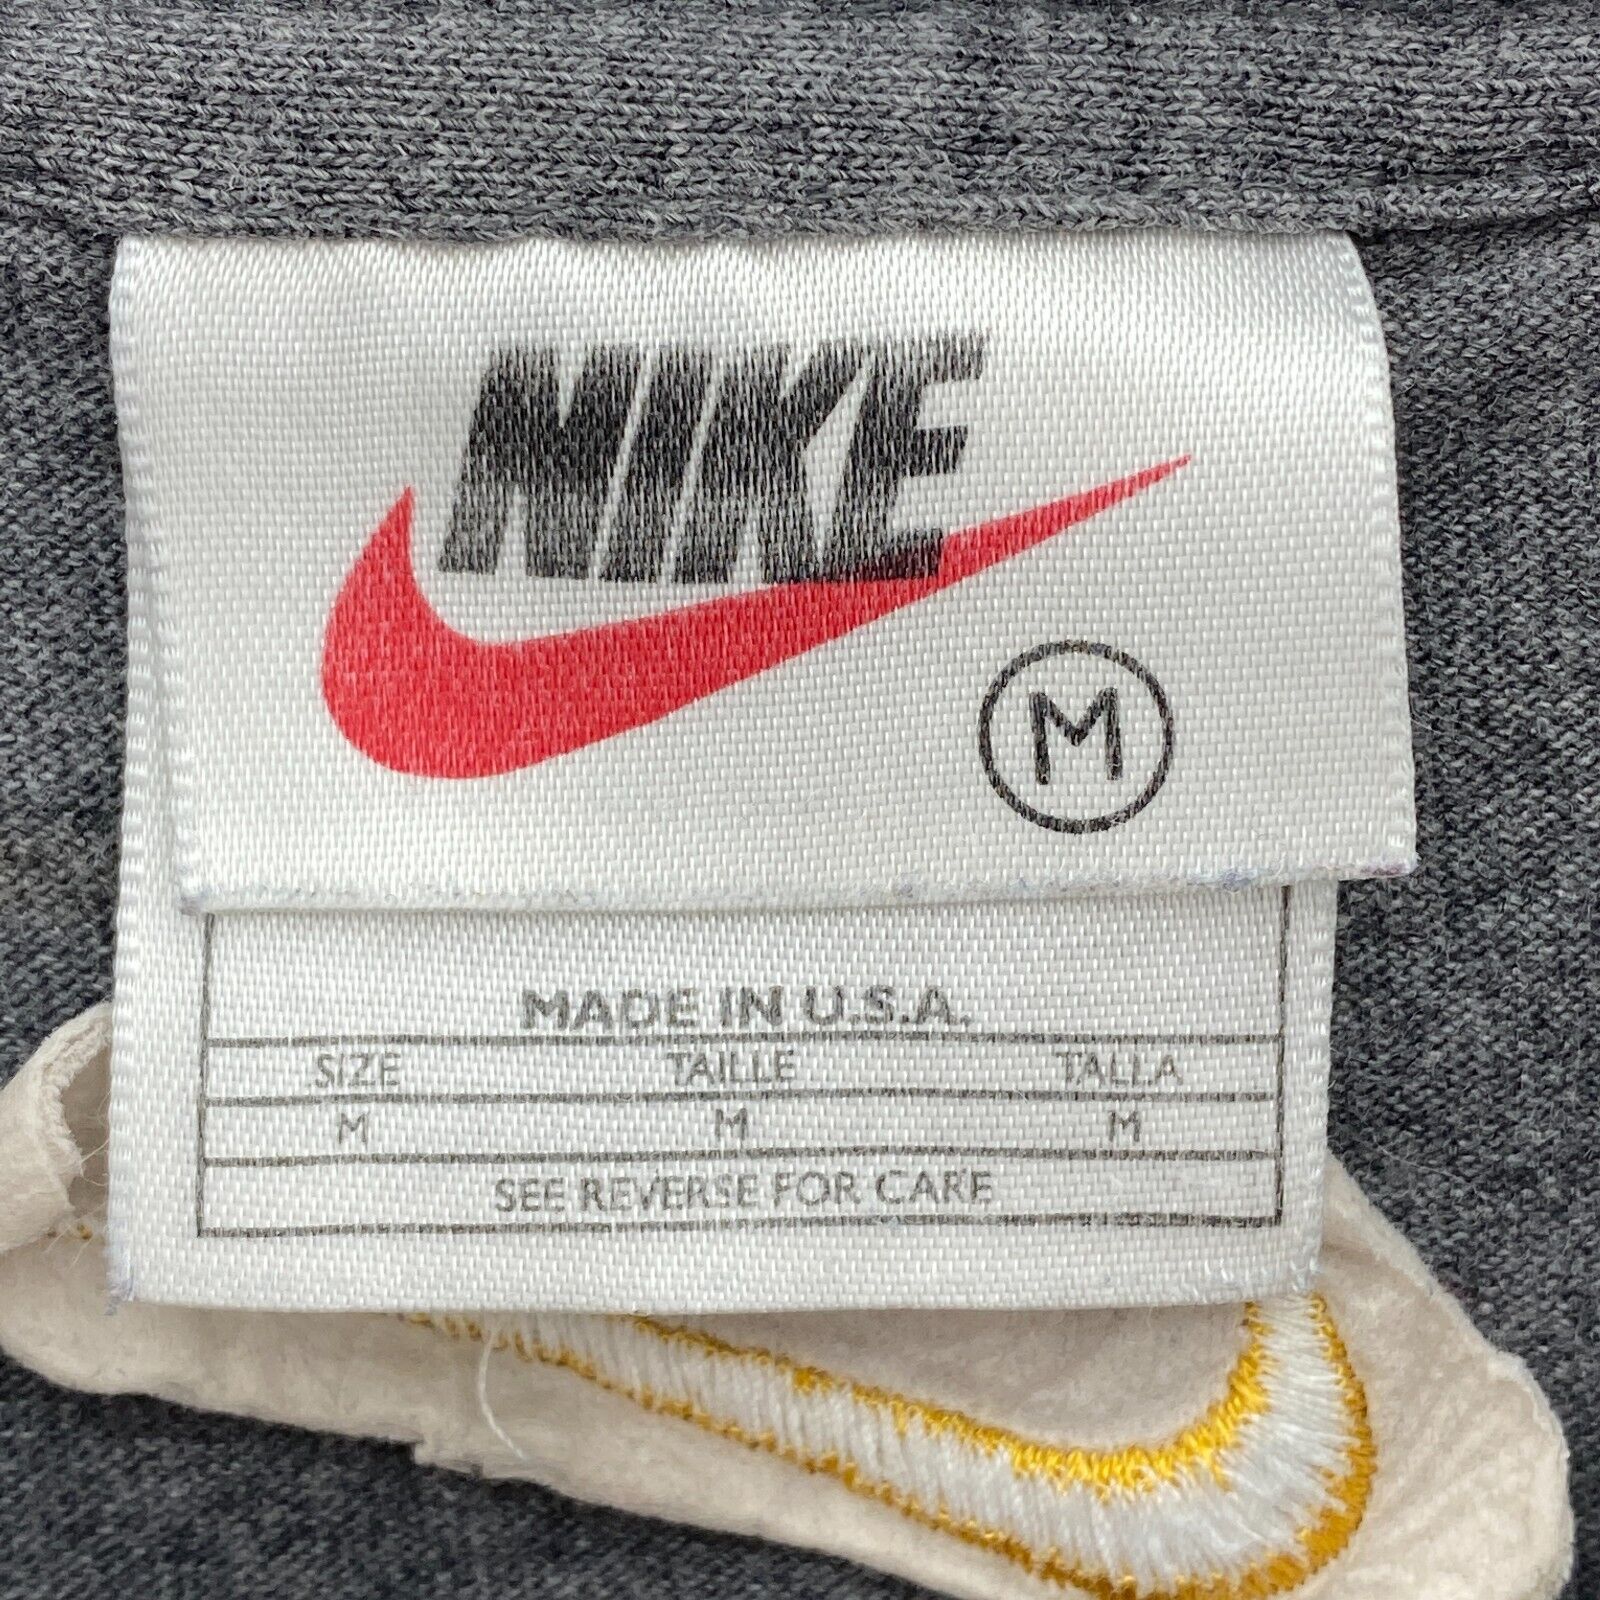 NIKE
M
MADE IN U.S.A.
SIZE TAILLE TALLA
M M M
SEE REVERSE FOR CARE